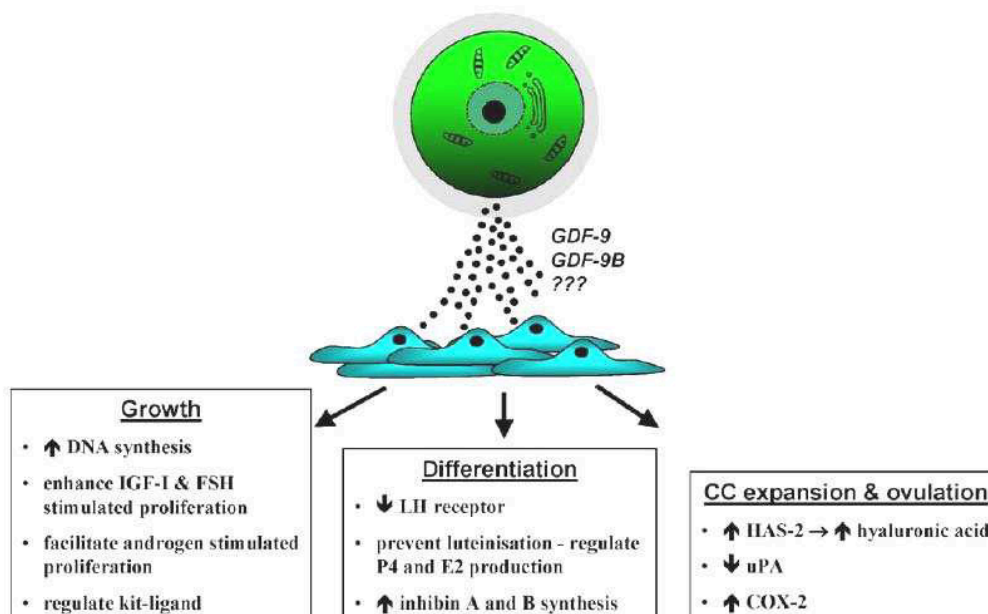 GDF-9
GDF-9B
???
Growth
• ↑ DNA synthesis
• enhance IGF-I & FSH
stimulated proliferation
• facilitate androgen stimulated
proliferation
• regulate kit-ligand
Differentiation
• ↓ LH receptor
• prevent luteinisation - regulate
P4 and E2 production
• ↑ inhibin A and B synthesis
CC expansion & ovulation
• ↑ HAS-2 → ↑ hyaluronic acid
• ↓ uPA
• ↑ COX-2